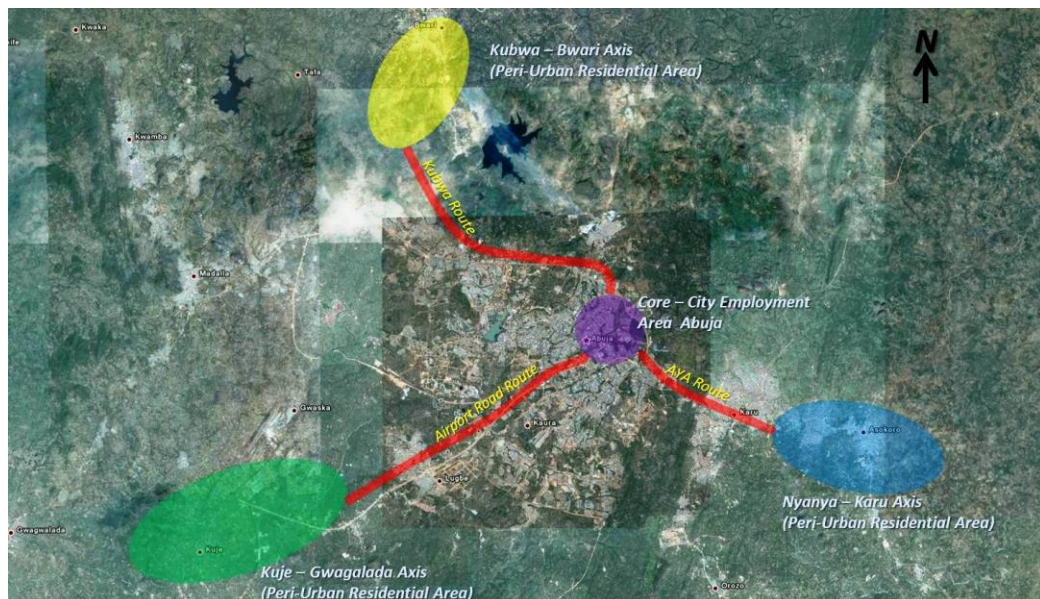 Kwaka
Bwari
Kubwa – Bwari Axis
(Peri-Urban Residential Area)
N
Tafa
Kwamba
Kubwa Route
Madalla
Core – City Employment
Area Abuja
Abuja
AYA Route
Airport Road Route
Gwaska
Karu
Kaura
Asokoro
Lugbe
Nyanya – Karu Axis
(Peri-Urban Residential Area)
Gwagwalada
Kuje
Kuje – Gwagalada Axis
(Peri-Urban Residential Area)
Orozo